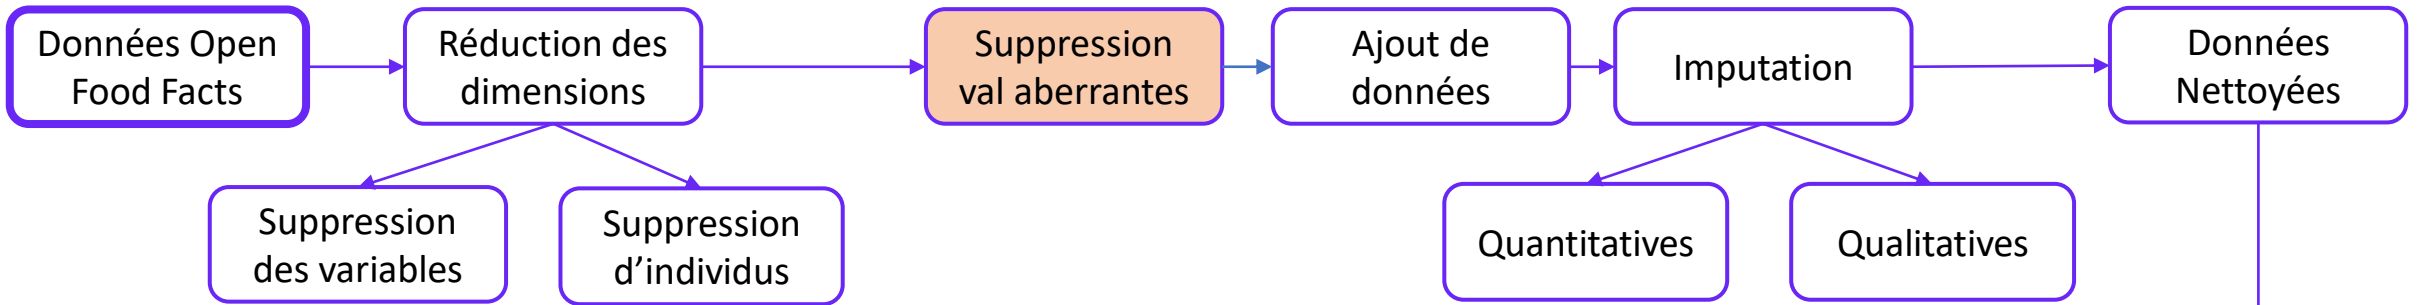 Données Open
Food Facts
Réduction des
dimensions
Suppression
val aberrantes
Ajout de
données
Imputation
Données
Nettoyées
Suppression
des variables
Suppression
d’individus
Quantitatives
Qualitatives